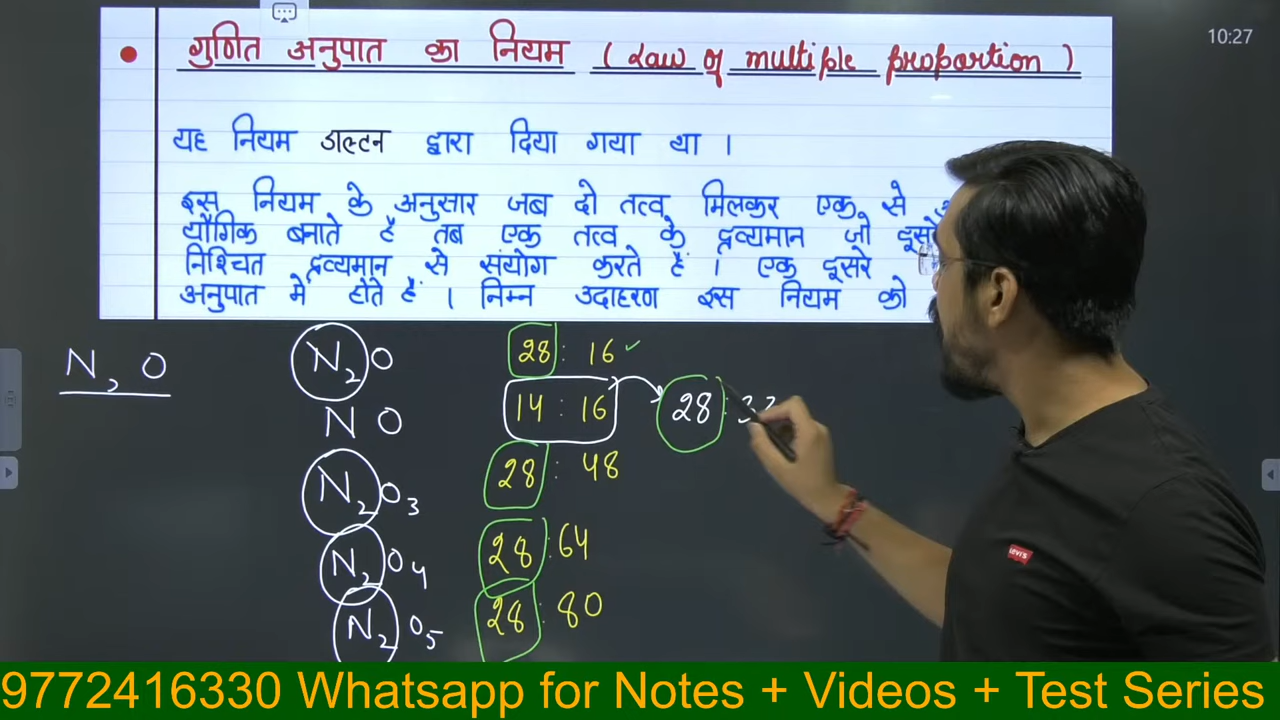 10:27
गुणित अनुपात का नियम ( Law of multiple proportion )
यह नियम डाल्टन द्वारा दिया गया था ।
इस नियम के अनुसार जब दो तत्व मिलकर एक से
यौगिक बनाते है तब एक तत्व के द्रव्यमान जो दूसरे
निश्चित द्रव्यमान से संयोग करते हैं । एक दूसरे
अनुपात में होते हैं । निम्न उदाहरण इस नियम को
N, O
N₂O 28 : 16 ✓
NO 14 : 16 28 :
N₂O₃ 28 : 48
N₂O₄ 28 : 64
N₂O₅ 28 : 80
Levi's
9772416330 Whatsapp for Notes + Videos + Test Series